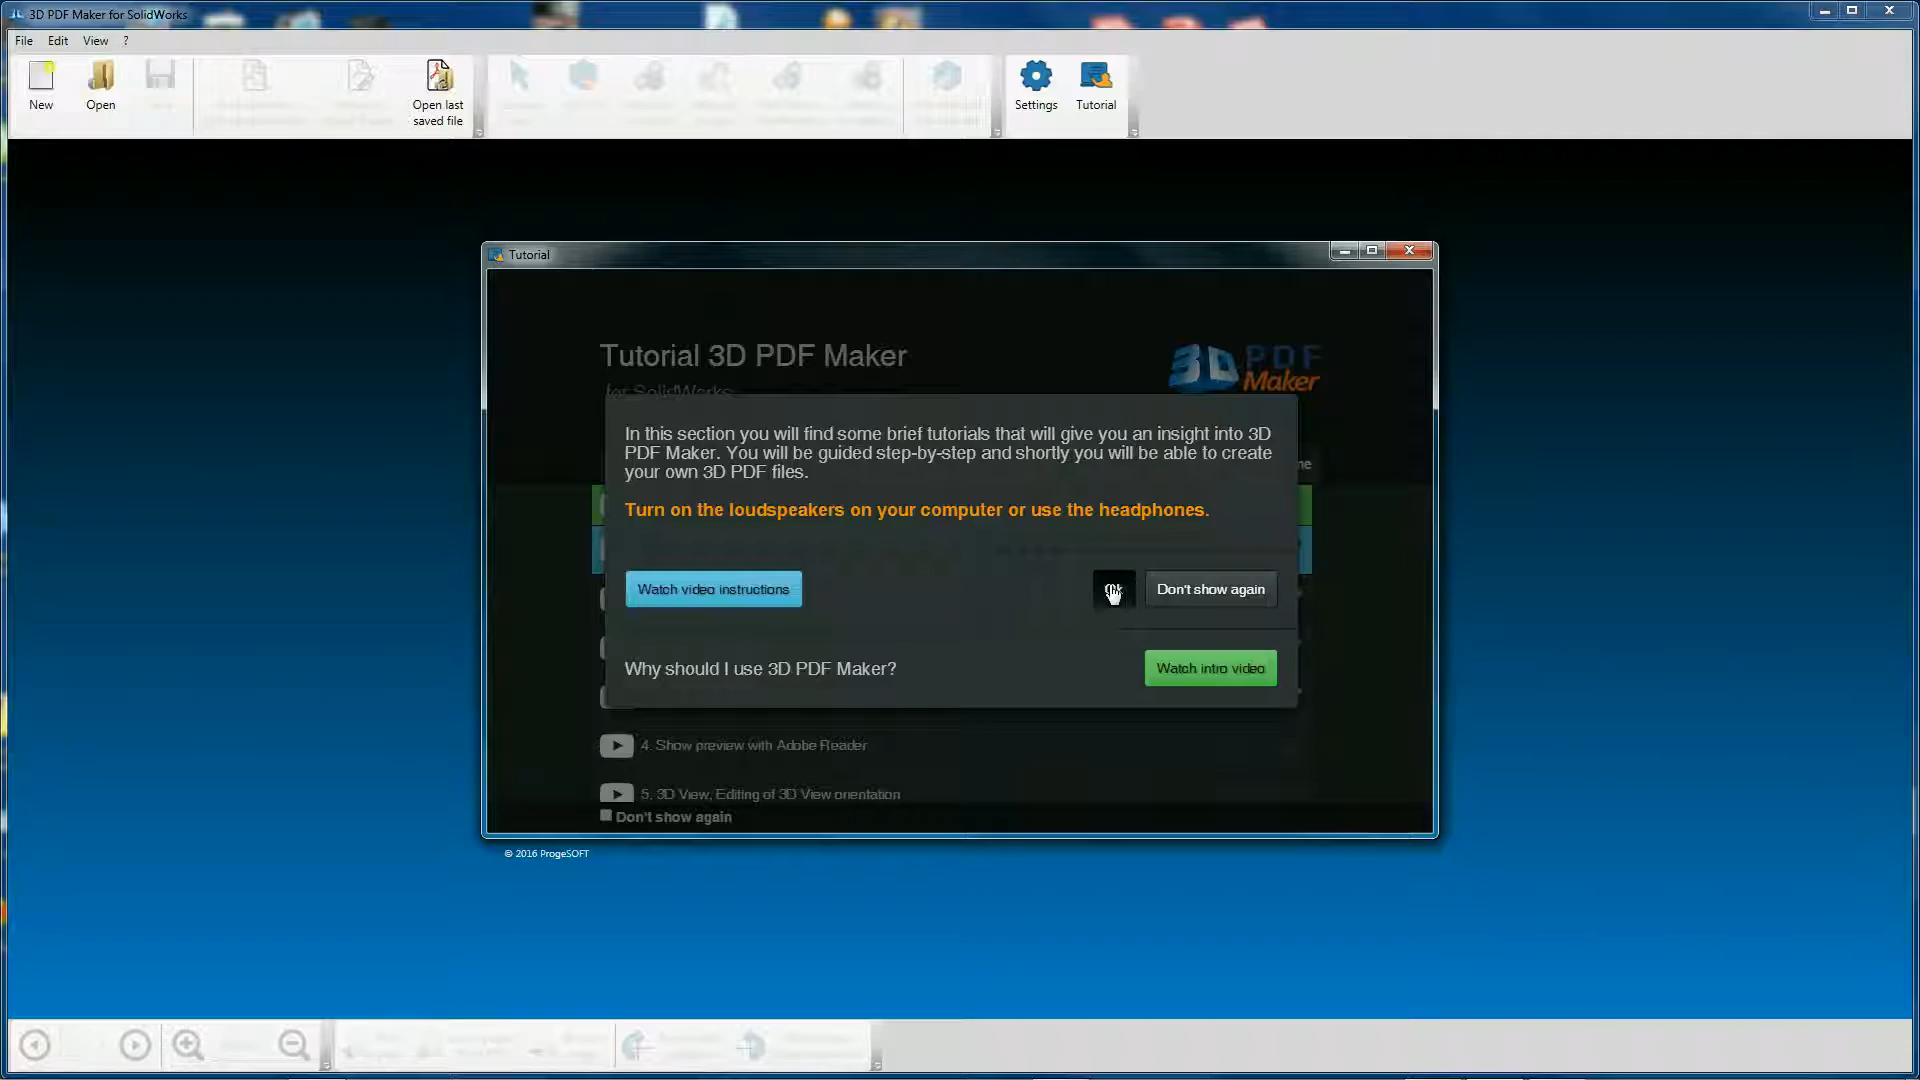 3D PDF Maker for SolidWorks
File Edit View ?
New Open Open last saved file Settings Tutorial
Tutorial
Tutorial 3D PDF Maker
for SolidWorks
3D PDF Maker
In this section you will find some brief tutorials that will give you an insight into 3D
PDF Maker. You will be guided step-by-step and shortly you will be able to create
your own 3D PDF files.
Turn on the loudspeakers on your computer or use the headphones.
Watch video instructions Don't show again
Why should I use 3D PDF Maker? Watch intro video
4. Show preview with Adobe Reader
5. 3D View, Editing of 3D View orientation
Don't show again
© 2016 ProgeSOFT